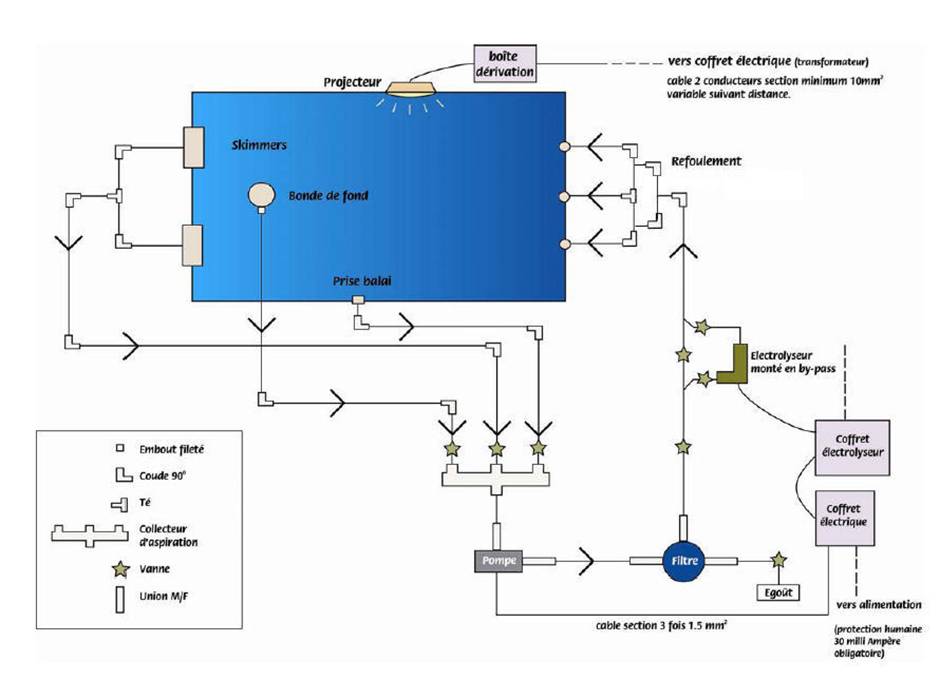 boîte
dérivation
vers coffret électrique (transformateur)
cable 2 conducteurs section minimum 10mm²
variable suivant distance.
Projecteur
Skimmers
Refoulement
Bonde de fond
Prise balai
Electrolyseur
monté en by-pass
Coffret
électrolyseur
Embout fileté
Coude 90°
Té
Collecteur
d'aspiration
Vanne
Union M/F
Coffret
électrique
Pompe
Filtre
Egoût
vers alimentation
cable section 3 fois 1.5 mm²
(protection humaine
30 milli Ampère
obligatoire)